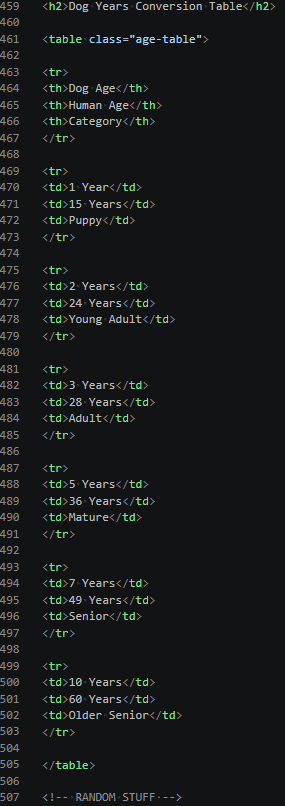 459 <h2>Dog Years Conversion Table</h2>
460
461 <table class="age-table">
462
463 <tr>
464 <th>Dog Age</th>
465 <th>Human Age</th>
466 <th>Category</th>
467 </tr>
468
469 <tr>
470 <td>1 Year</td>
471 <td>15 Years</td>
472 <td>Puppy</td>
473 </tr>
474
475 <tr>
476 <td>2 Years</td>
477 <td>24 Years</td>
478 <td>Young Adult</td>
479 </tr>
480
481 <tr>
482 <td>3 Years</td>
483 <td>28 Years</td>
484 <td>Adult</td>
485 </tr>
486
487 <tr>
488 <td>5 Years</td>
489 <td>36 Years</td>
490 <td>Mature</td>
491 </tr>
492
493 <tr>
494 <td>7 Years</td>
495 <td>49 Years</td>
496 <td>Senior</td>
497 </tr>
498
499 <tr>
500 <td>10 Years</td>
501 <td>60 Years</td>
502 <td>Older Senior</td>
503 </tr>
504
505 </table>
506
507 <!-- RANDOM STUFF -->